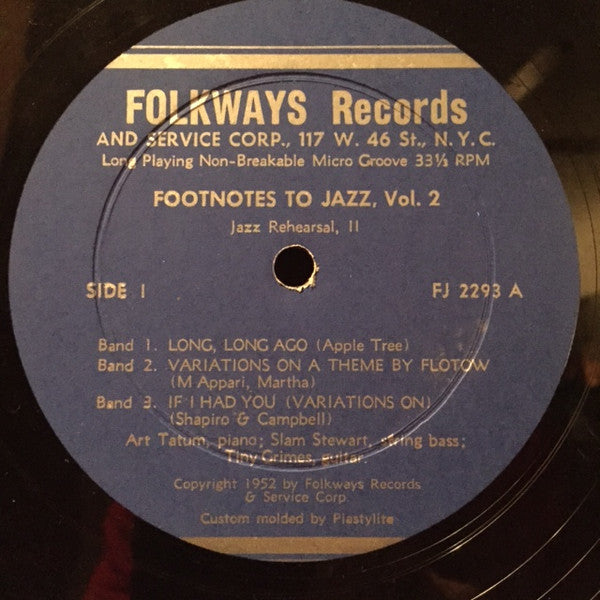 FOLKWAYS Records
AND SERVICE CORP., 117 W. 46 St., N.Y.C.
Long Playing Non-Breakable Micro Groove 33⅓ RPM
FOOTNOTES TO JAZZ, Vol. 2
Jazz Rehearsal, II
SIDE I
FJ 2293 A
Band 1. LONG, LONG AGO (Apple Tree)
Band 2. VARIATIONS ON A THEME BY FLOTOW
(M Appari, Martha)
Band 3. IF I HAD YOU (VARIATIONS ON)
(Shapiro & Campbell)
Art Tatum, piano; Slam Stewart, string bass;
Tiny Grimes, guitar.
Copyright 1952 by Folkways Records
& Service Corp.
Custom molded by Plastylite